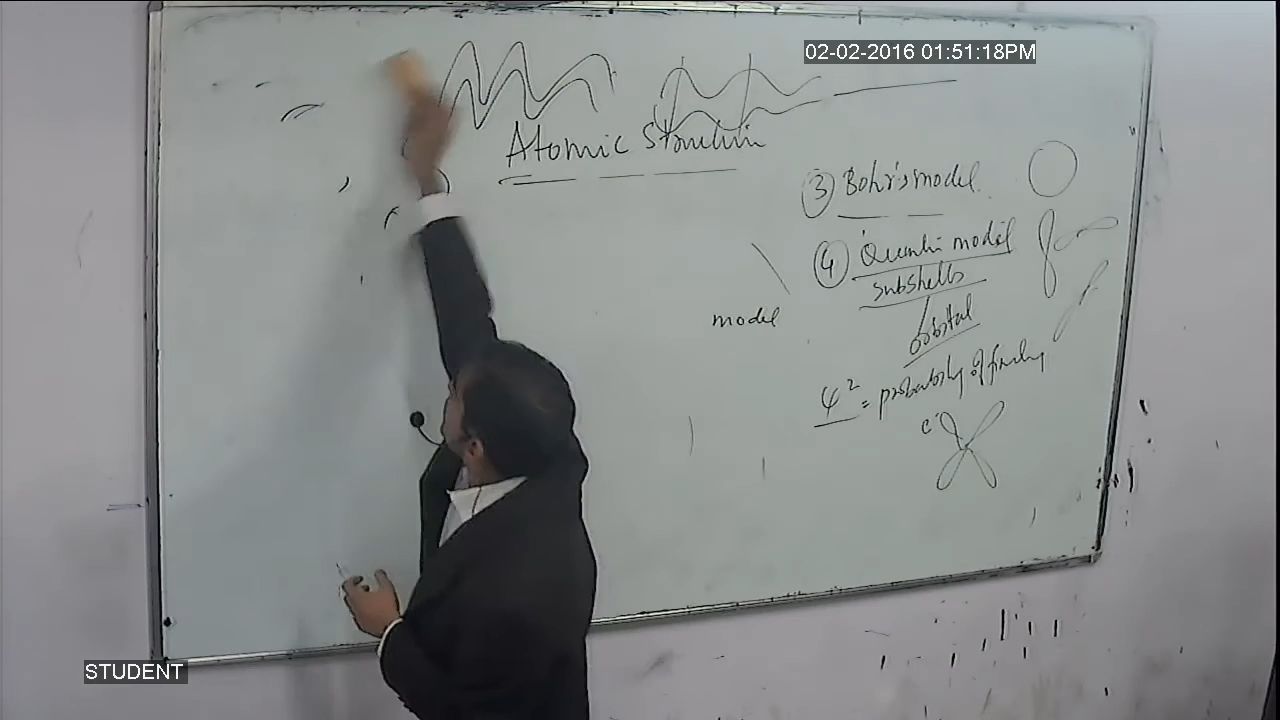 02-02-2016 01:51:18PM
Atomic Structure
③ Bohr's model.
④ Quantu model
subshells
orbital
model
ψ² = probability of finding
e⁻
STUDENT